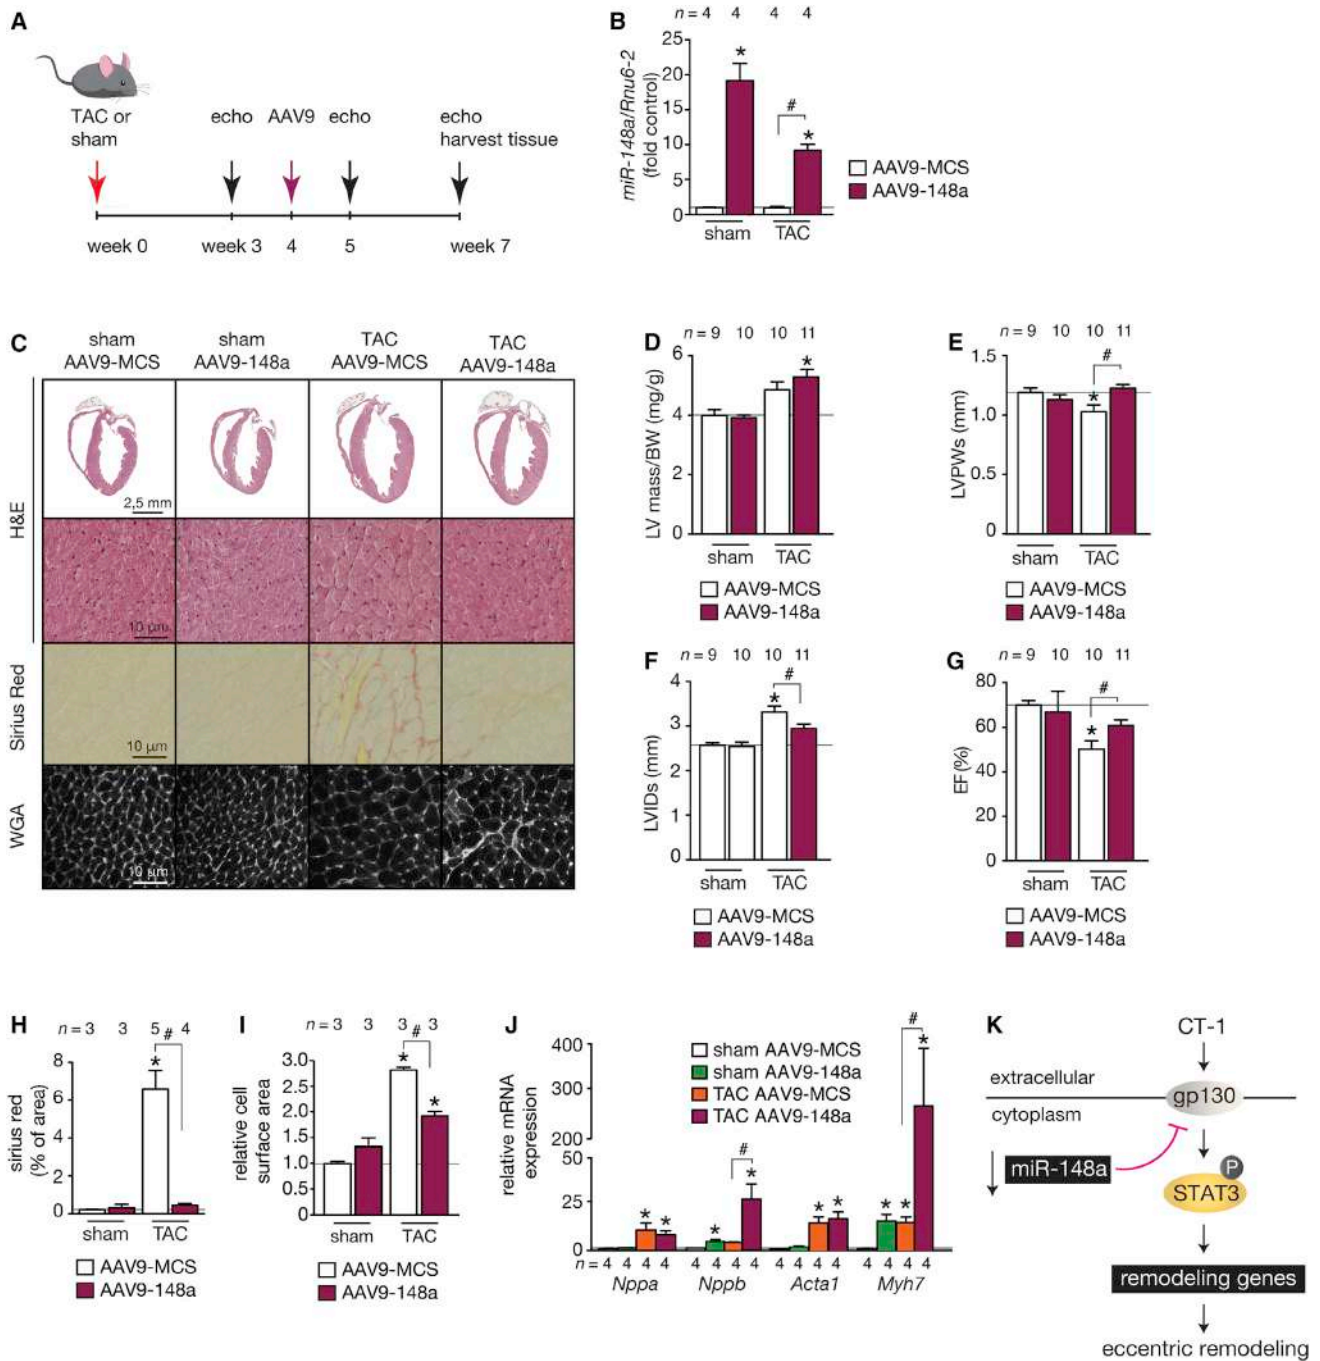 A
TAC or
sham
echo
AAV9
echo
echo
harvest tissue
week 0
week 3
4
5
week 7
B
n = 4 4 4 4
miR-148a/Rnu6-2
(fold control)
25
20
15
10
5
0
*
#
*
sham
TAC
AAV9-MCS
AAV9-148a
C
sham
AAV9-MCS
sham
AAV9-148a
TAC
AAV9-MCS
TAC
AAV9-148a
H&E
2,5 mm
10 µm
Sirius Red
10 µm
WGA
10 µm
D
n = 9 10 10 11
LV mass/BW (mg/g)
6
4
2
0
*
sham
TAC
AAV9-MCS
AAV9-148a
E
n = 9 10 10 11
LVPWs (mm)
1.5
1.0
0.5
0
#
*
sham
TAC
AAV9-MCS
AAV9-148a
F
n = 9 10 10 11
LVIDs (mm)
4
3
2
1
0
#
*
sham
TAC
AAV9-MCS
AAV9-148a
G
n = 9 10 10 11
EF (%)
80
60
40
20
0
#
*
sham
TAC
AAV9-MCS
AAV9-148a
H
n = 3 3 5 4
sirius red
(% of area)
8
6
4
2
0
#
*
sham
TAC
AAV9-MCS
AAV9-148a
I
n = 3 3 3 3
relative cell
surface area
3.0
2.5
2.0
1.5
1.0
0.5
0.0
#
*
*
sham
TAC
AAV9-MCS
AAV9-148a
J
relative mRNA
expression
400
300
200
50
25
0
sham AAV9-MCS
sham AAV9-148a
TAC AAV9-MCS
TAC AAV9-148a
* *
* # *
* *
* * # *
n = 4 4 4 4 4 4 4 4 4 4 4 4 4 4 4 4
Nppa
Nppb
Acta1
Myh7
K
CT-1
extracellular
gp130
cytoplasm
miR-148a
P
STAT3
remodeling genes
eccentric remodeling